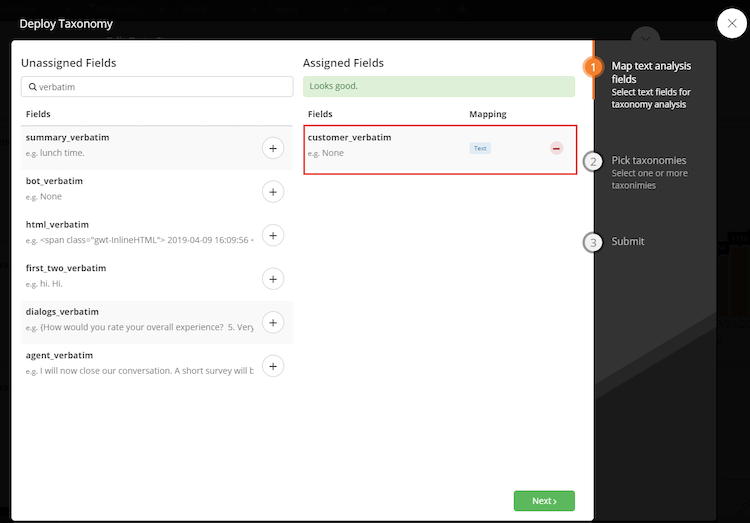 Deploy Taxonomy
Unassigned Fields
verbatim
Fields
summary_verbatim
e.g. lunch time.
bot_verbatim
e.g. None
html_verbatim
e.g. <span class="gwt-InlineHTML"> 2019-04-09 16:09:56 <
first_two_verbatim
e.g. hi. Hi.
dialogs_verbatim
e.g. {How would you rate your overall experience? 5. Very
agent_verbatim
e.g. I will now close our conversation. A short survey will b
Assigned Fields
Looks good.
Fields Mapping
customer_verbatim
e.g. None
Text
Next
1 Map text analysis
fields
Select text fields for
taxonomy analysis
2 Pick taxonomies
Select one or more
taxonimies
3 Submit